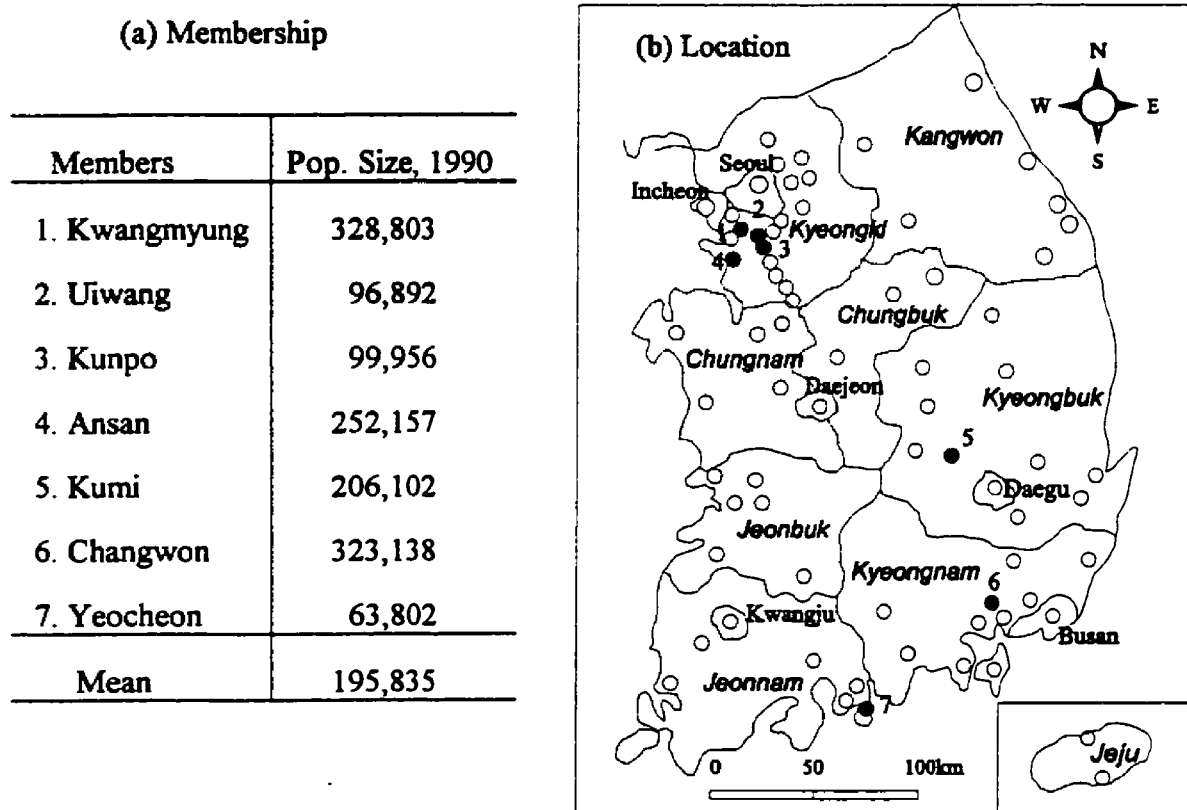 (a) Membership
Members Pop. Size, 1990
1. Kwangmyung 328,803
2. Uiwang 96,892
3. Kunpo 99,956
4. Ansan 252,157
5. Kumi 206,102
6. Changwon 323,138
7. Yeocheon 63,802
Mean 195,835
(b) Location
N
W E
S
Kangwon
Seoul
Incheon
2
1
Kyeongki
3
4
Chungbuk
Chungnam
Daejeon
Kyeongbuk
5
Daegu
Jeonbuk
Kyeongnam
6
Kwangju
Busan
Jeonnam
7
0 50 100km
Jeju